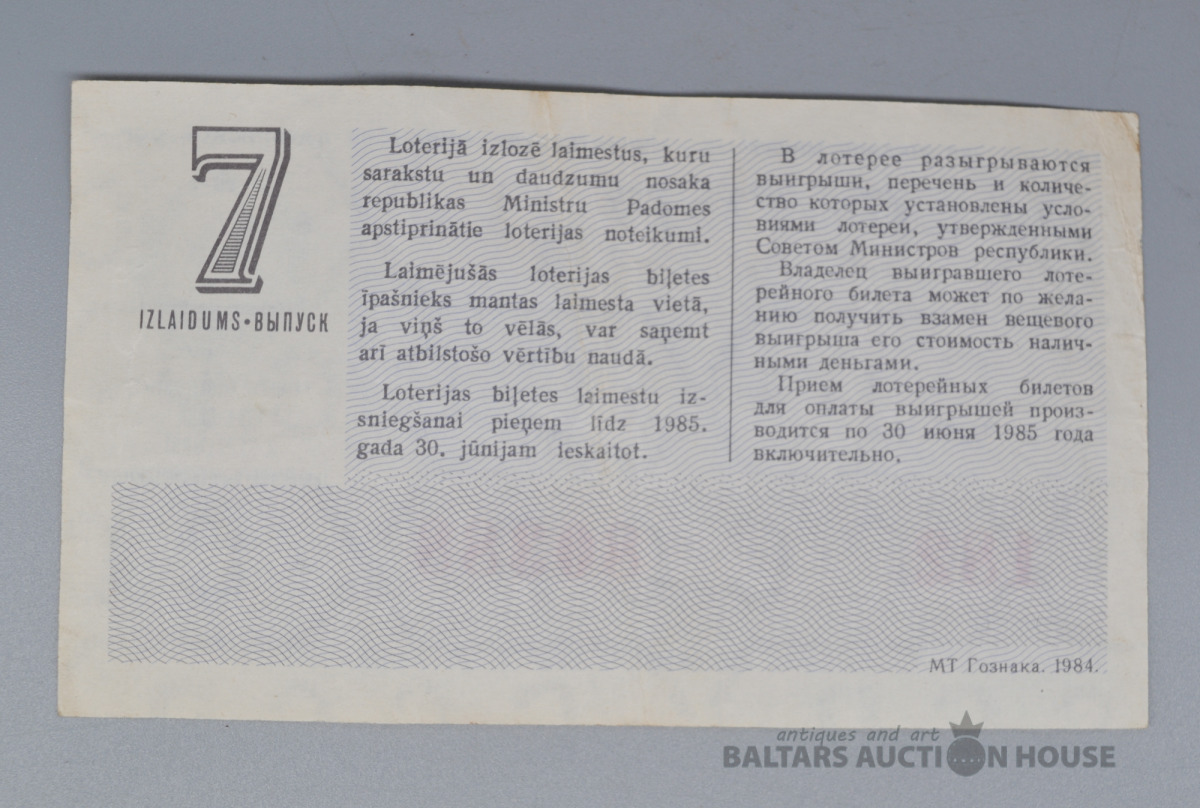 7
IZLAIDUMS•ВЫПУСК
Loterijā izlozē laimestus, kuru
sarakstu un daudzumu nosaka
republikas Ministru Padomes
apstiprinātie loterijas noteikumi.
Laimējušās loterijas biļetes
īpašnieks mantas laimesta vietā,
ja viņš to vēlās, var saņemt
arī atbilstošo vērtību naudā.
Loterijas biļetes laimestu iz-
sniegšanai pieņem līdz 1985.
gada 30. jūnijam ieskaitot.
В лотерее разыгрываются
выигрыши, перечень и количе-
ство которых установлены усло-
виями лотереи, утвержденными
Советом Министров республики.
Владелец выигравшего лоте-
рейного билета может по жела-
нию получить взамен вещевого
выигрыша его стоимость налич-
ными деньгами.
Прием лотерейных билетов
для оплаты выигрышей произ-
водится по 30 июня 1985 года
включительно.
МТ Гознака. 1984.
antiques and art
BALTARS AUCTION HOUSE